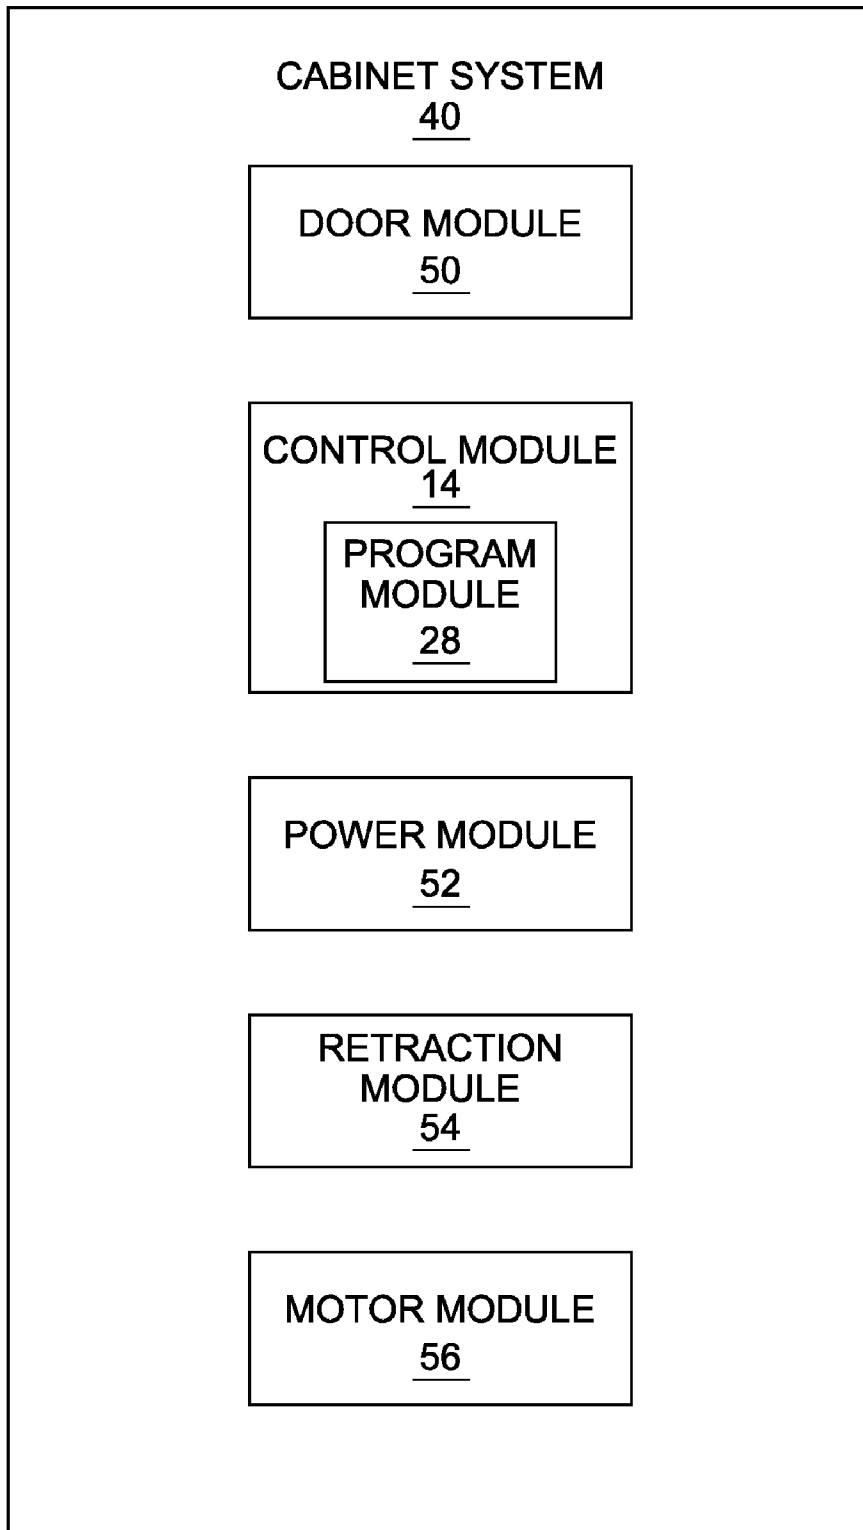 CABINET SYSTEM
40
DOOR MODULE
50
CONTROL MODULE
14
PROGRAM
MODULE
28
POWER MODULE
52
RETRACTION
MODULE
54
MOTOR MODULE
56